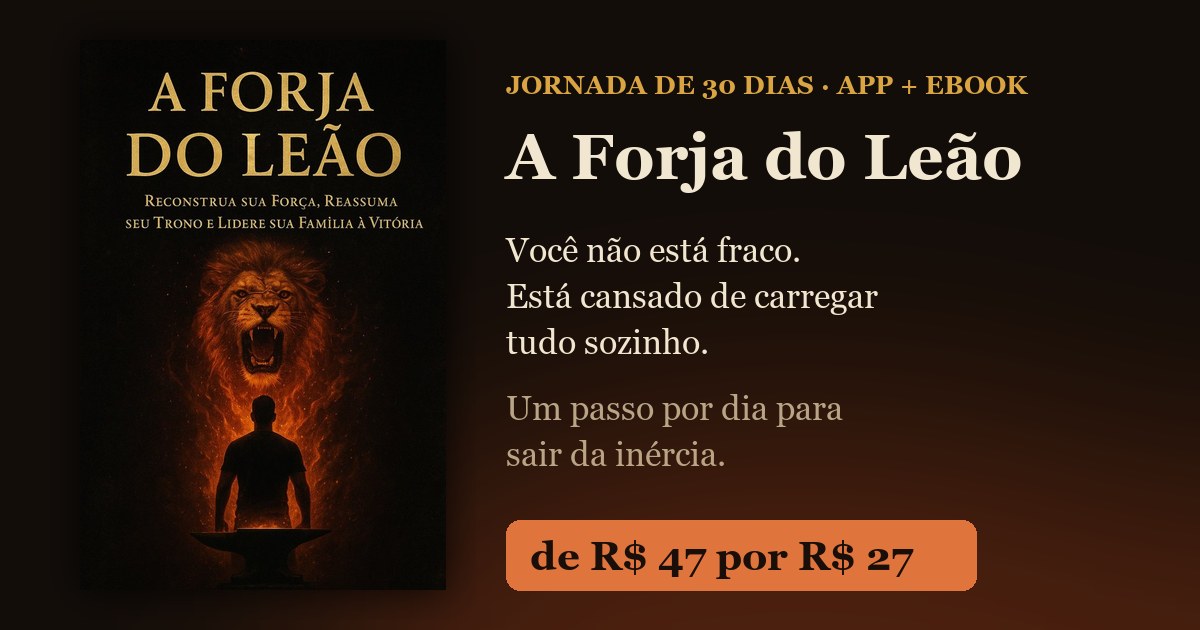 A FORJA
DO LEÃO
RECONSTRUA SUA FORÇA, REASSUMA
SEU TRONO E LIDERE SUA FAMÍLIA À VITÓRIA
JORNADA DE 30 DIAS · APP + EBOOK
A Forja do Leão
Você não está fraco.
Está cansado de carregar
tudo sozinho.
Um passo por dia para
sair da inércia.
de R$ 47 por R$ 27